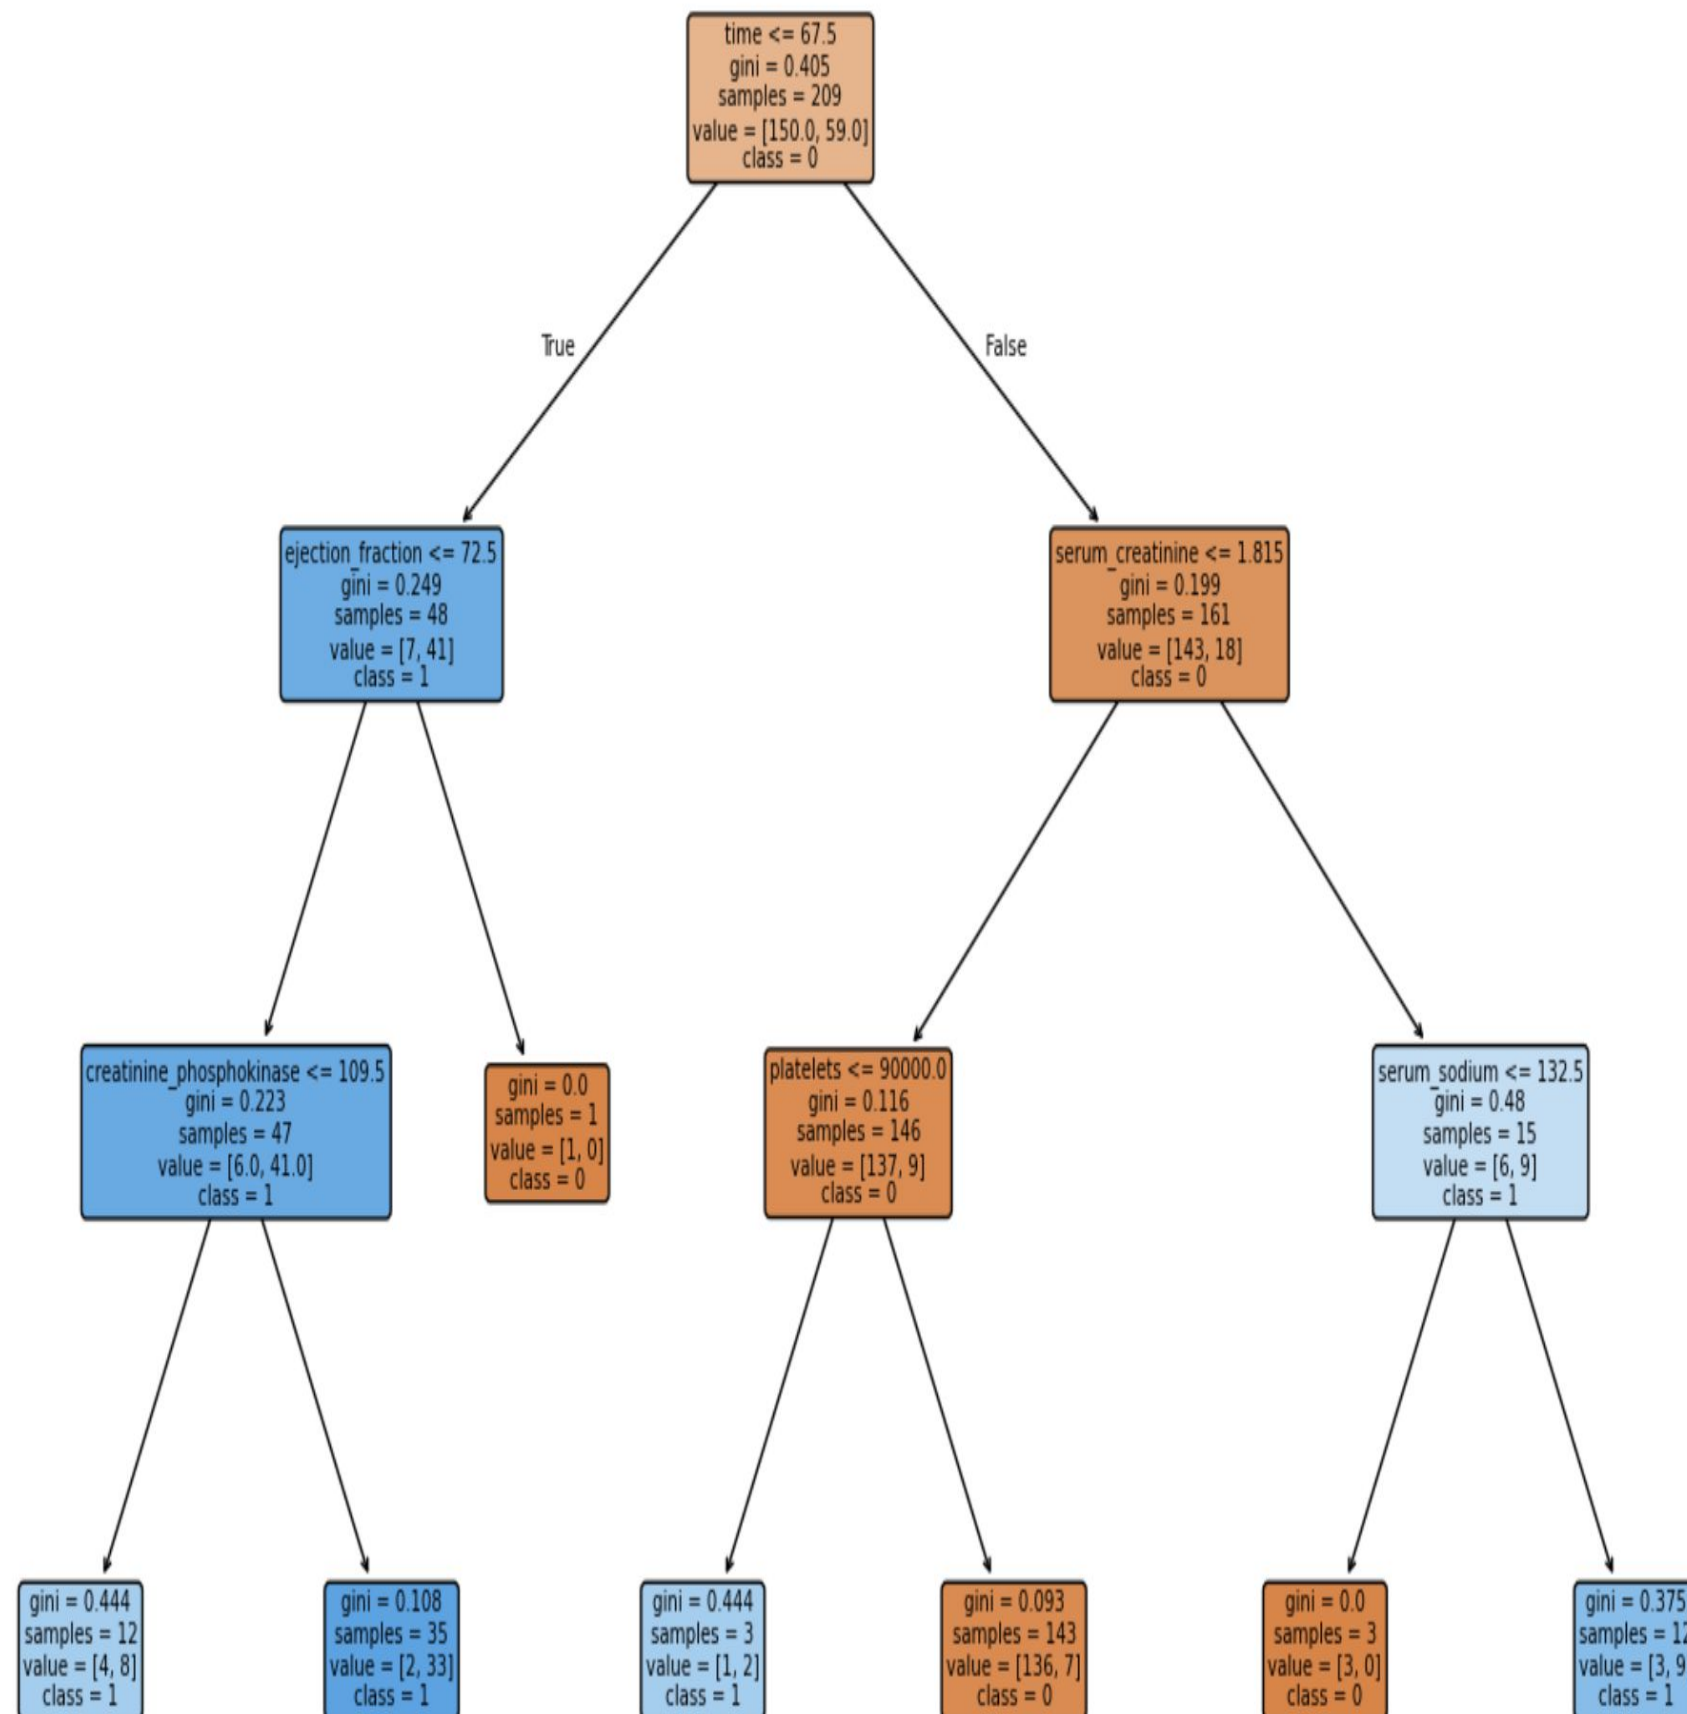 time <= 67.5
gini = 0.405
samples = 209
value = [150.0, 59.0]
class = 0
True
False
ejection_fraction <= 72.5
gini = 0.249
samples = 48
value = [7, 41]
class = 1
serum_creatinine <= 1.815
gini = 0.199
samples = 161
value = [143, 18]
class = 0
creatinine_phosphokinase <= 109.5
gini = 0.223
samples = 47
value = [6.0, 41.0]
class = 1
gini = 0.0
samples = 1
value = [1, 0]
class = 0
platelets <= 90000.0
gini = 0.116
samples = 146
value = [137, 9]
class = 0
serum_sodium <= 132.5
gini = 0.48
samples = 15
value = [6, 9]
class = 1
gini = 0.444
samples = 12
value = [4, 8]
class = 1
gini = 0.108
samples = 35
value = [2, 33]
class = 1
gini = 0.444
samples = 3
value = [1, 2]
class = 1
gini = 0.093
samples = 143
value = [136, 7]
class = 0
gini = 0.0
samples = 3
value = [3, 0]
class = 0
gini = 0.375
samples = 12
value = [3, 9
class = 1